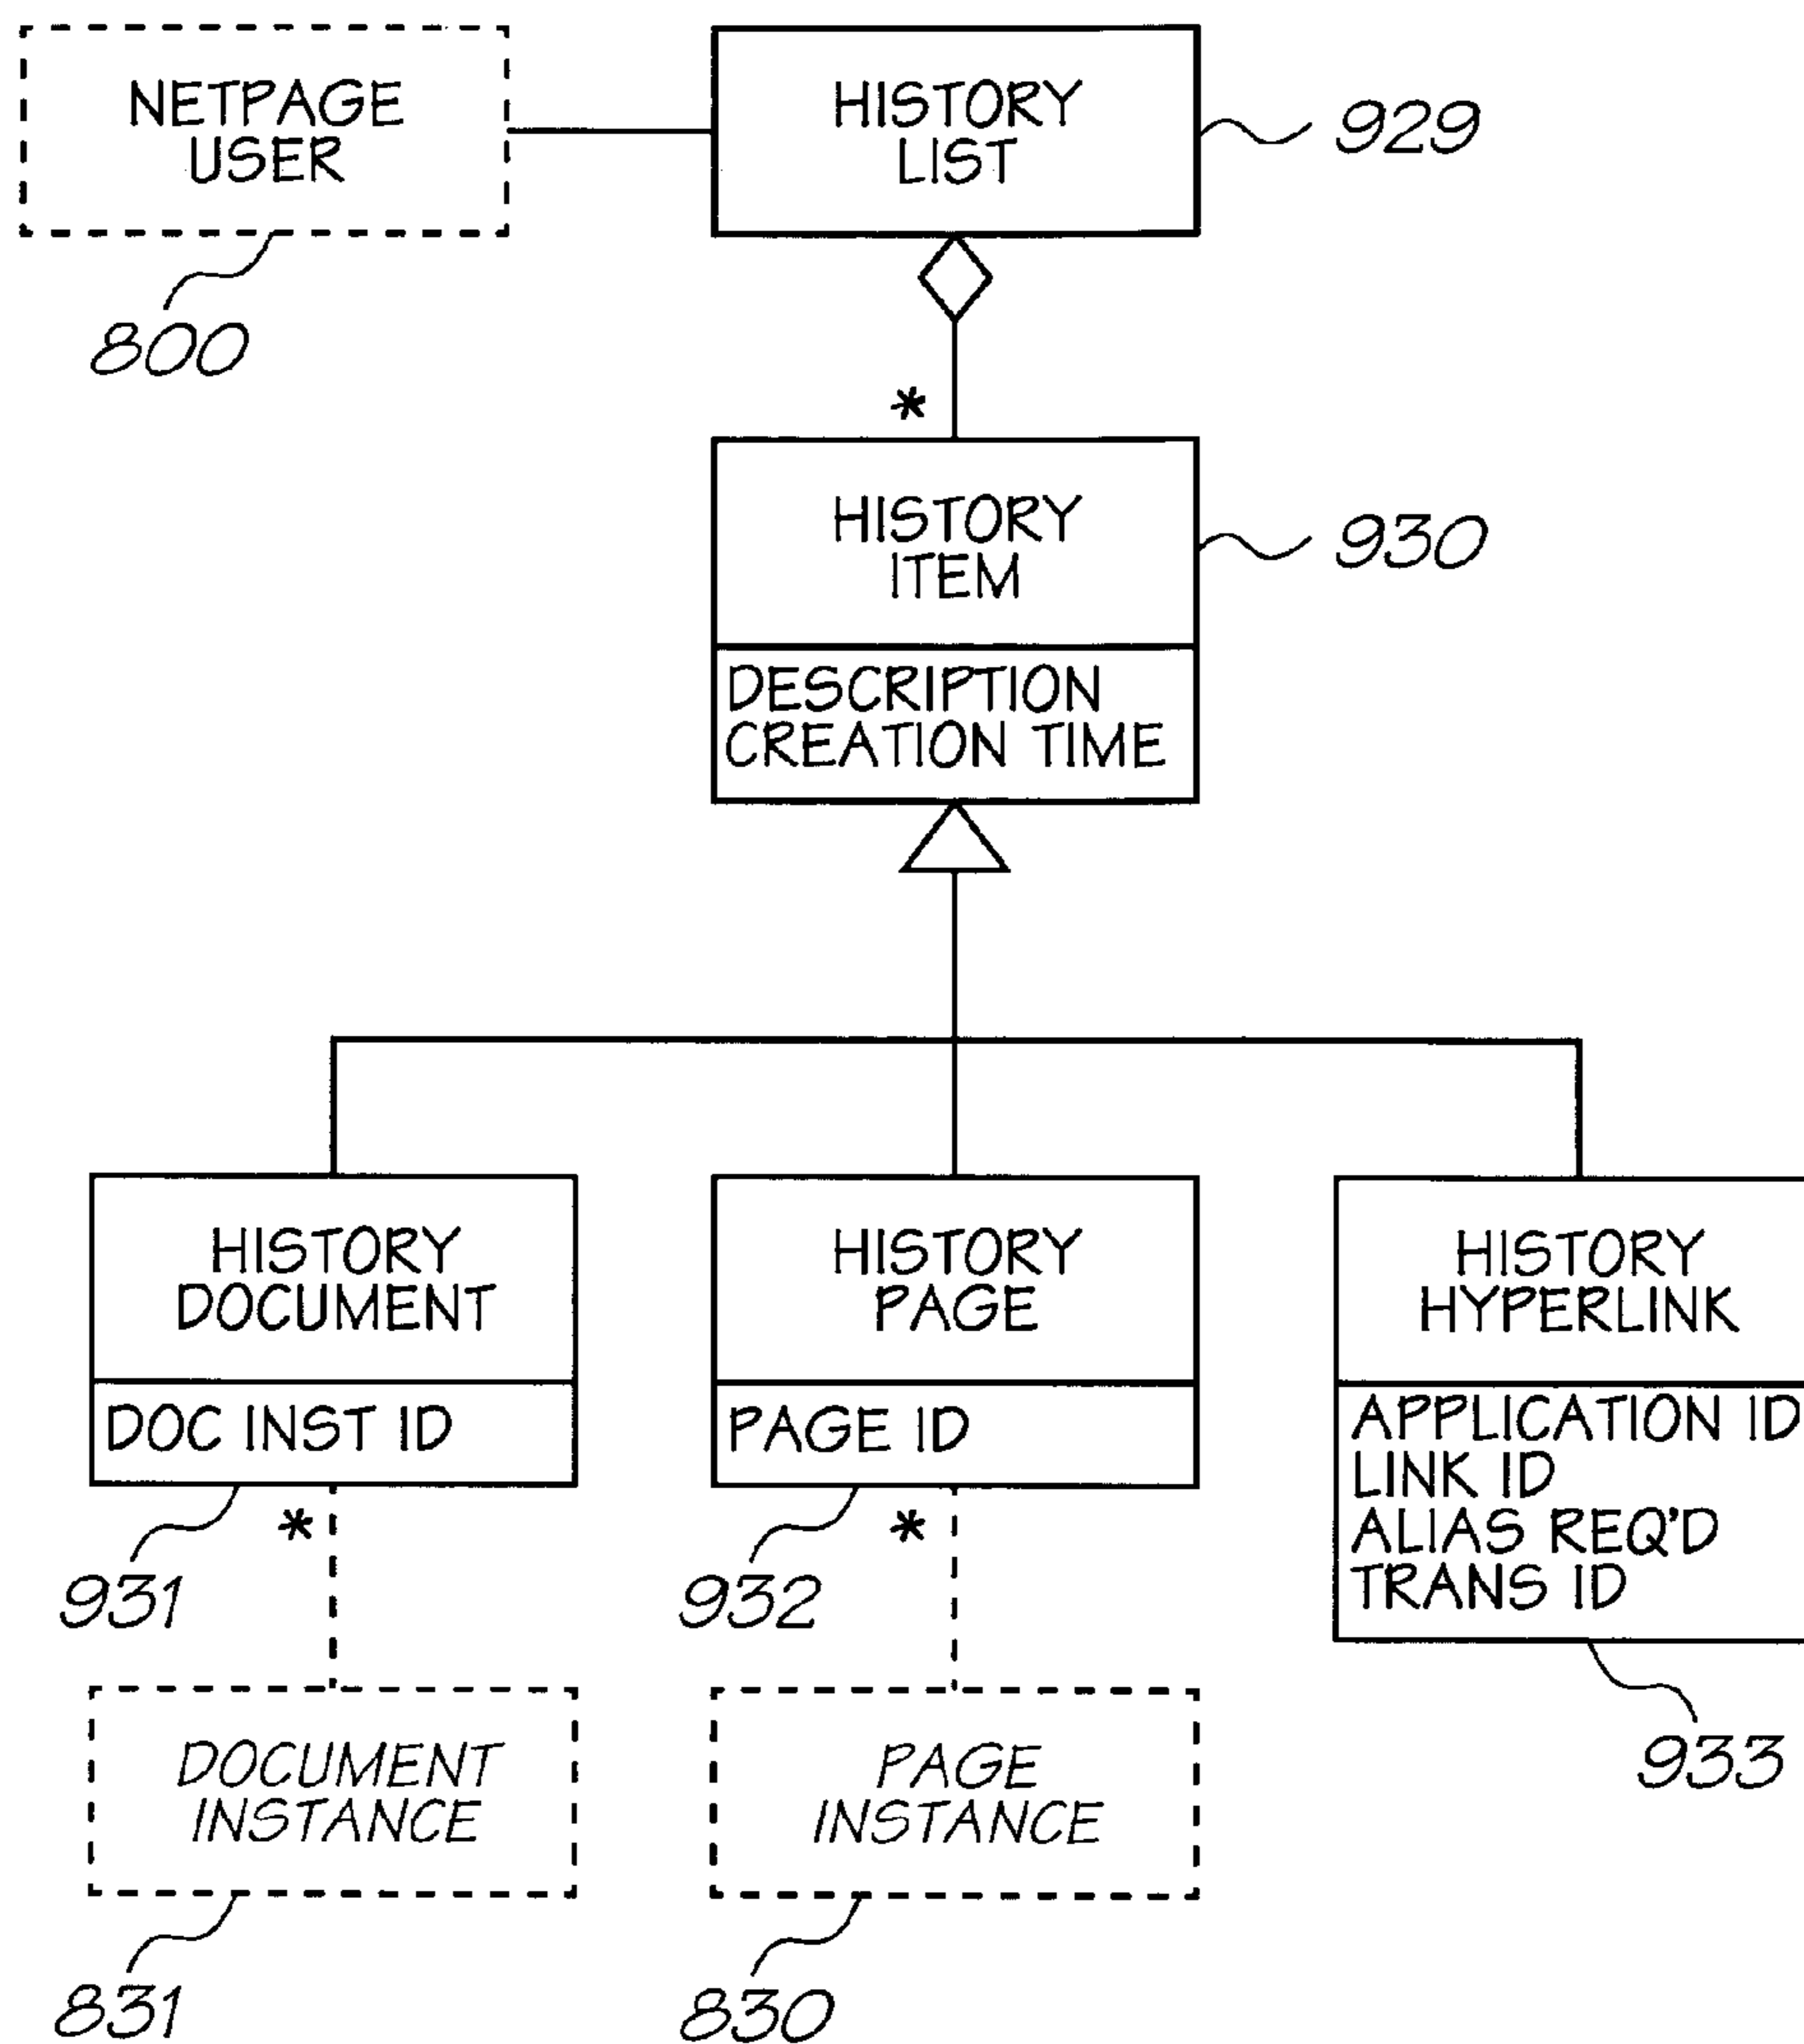 NETPAGE
USER
800
HISTORY
LIST
929
*
HISTORY
ITEM
930
DESCRIPTION
CREATION TIME
HISTORY
DOCUMENT
DOC INST ID
931
*
HISTORY
PAGE
PAGE ID
932
*
HISTORY
HYPERLINK
APPLICATION ID
LINK ID
ALIAS REQ'D
TRANS ID
933
DOCUMENT
INSTANCE
831
PAGE
INSTANCE
830